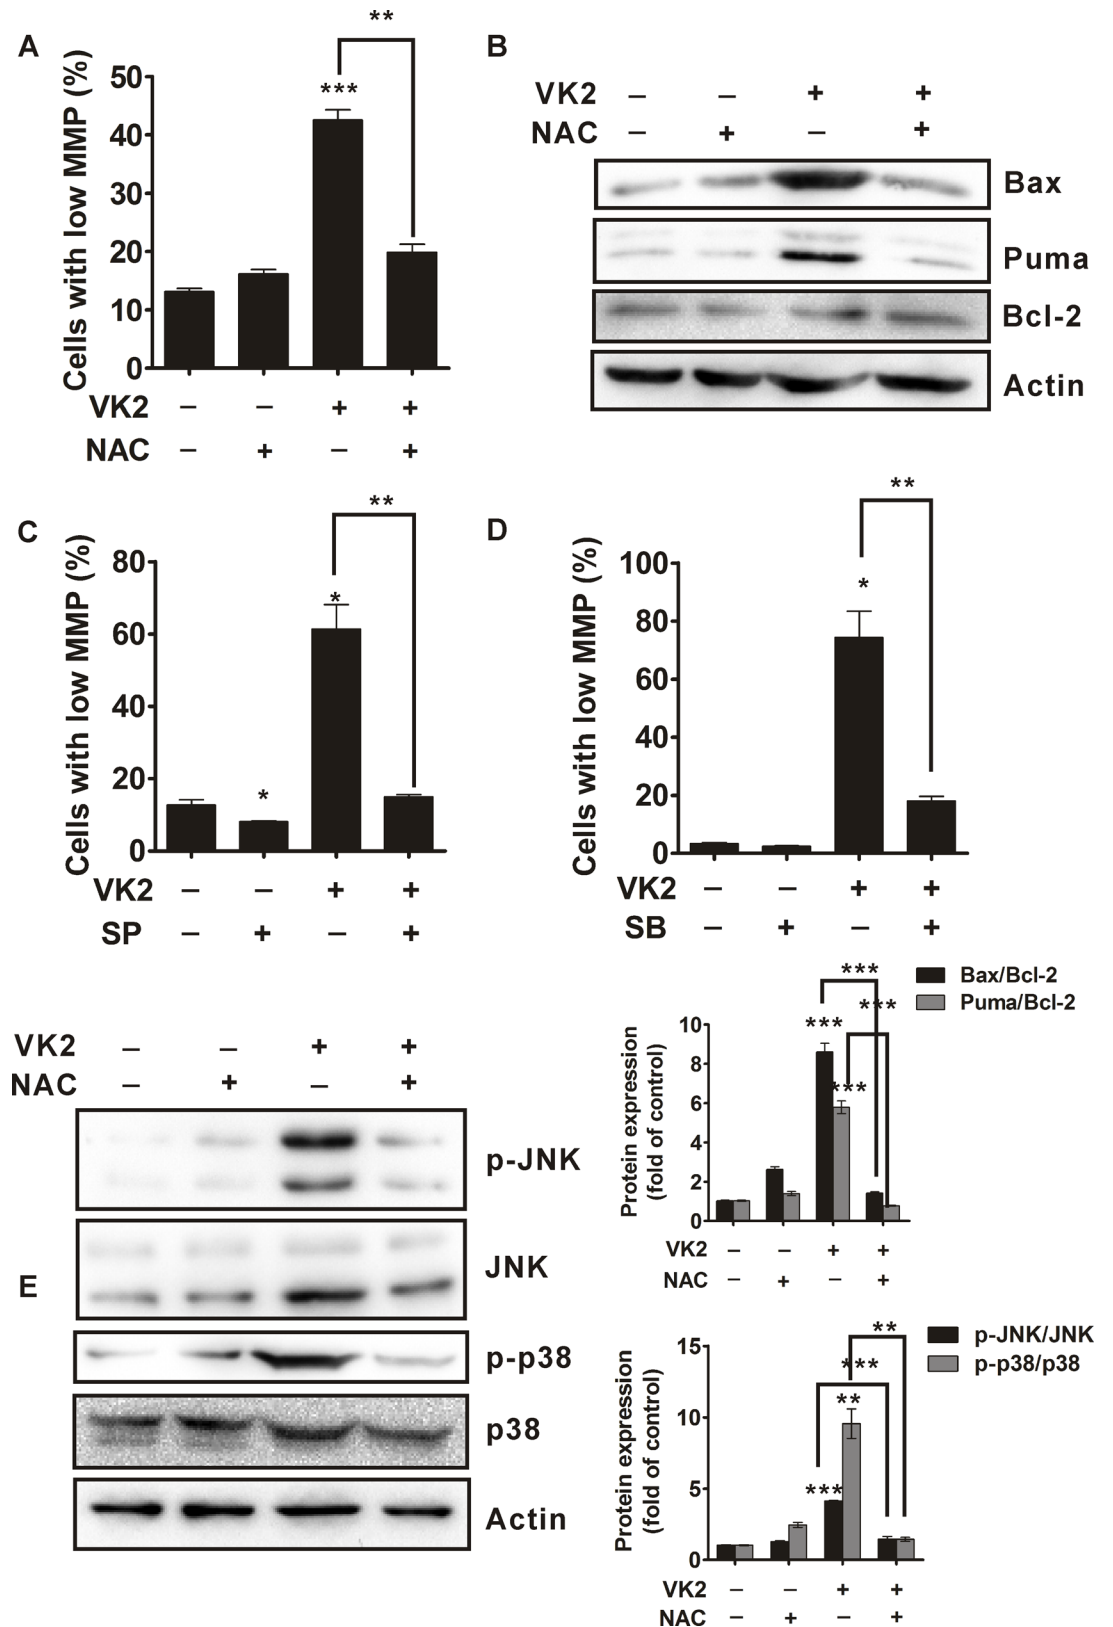 A
Cells with low MMP (%)
50
40
30
20
10
0
***
**
VK2 – – + +
NAC – + – +
B
VK2 – – + +
NAC – + – +
Bax
Puma
Bcl-2
Actin
C
Cells with low MMP (%)
80
60
40
20
0
*
*
**
VK2 – – + +
SP – + – +
D
Cells with low MMP (%)
100
80
60
40
20
0
*
**
VK2 – – + +
SB – + – +
E
VK2 – – + +
NAC – + – +
p-JNK
JNK
p-p38
p38
Actin
Bax/Bcl-2
Puma/Bcl-2
Protein expression
(fold of control)
10
8
6
4
2
0
***
***
***
***
VK2 – – + +
NAC – + – +
p-JNK/JNK
p-p38/p38
Protein expression
(fold of control)
15
10
5
0
**
***
**
***
VK2 – – + +
NAC – + – +